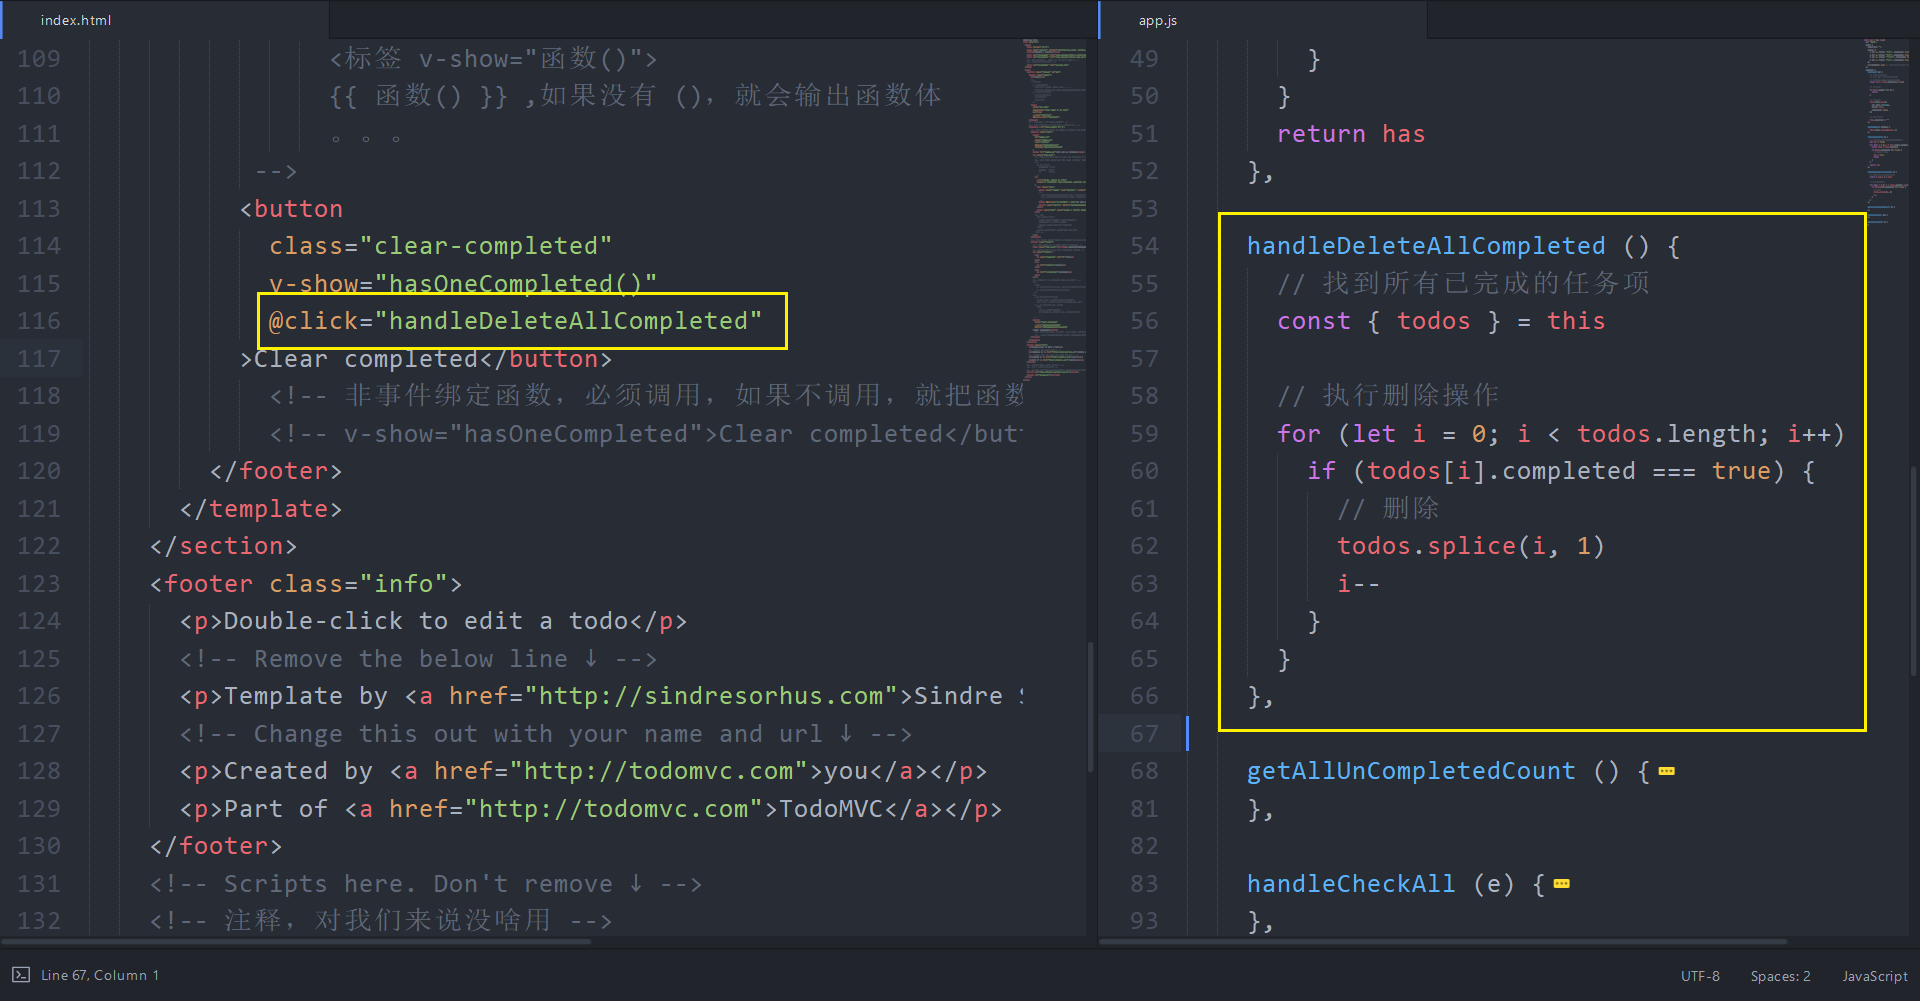 index.html
109 <标签 v-show="函数()">
110 {{ 函数() }} ,如果没有 ()，就会输出函数体
111 。。。
112 -->
113 <button
114 class="clear-completed"
115 v-show="hasOneCompleted()"
116 @click="handleDeleteAllCompleted"
117 >Clear completed</button>
118 <!-- 非事件绑定函数，必须调用，如果不调用，就把函数
119 <!-- v-show="hasOneCompleted">Clear completed</butt
120 </footer>
121 </template>
122 </section>
123 <footer class="info">
124 <p>Double-click to edit a todo</p>
125 <!-- Remove the below line ↓ -->
126 <p>Template by <a href="http://sindresorhus.com">Sindre S
127 <!-- Change this out with your name and url ↓ -->
128 <p>Created by <a href="http://todomvc.com">you</a></p>
129 <p>Part of <a href="http://todomvc.com">TodoMVC</a></p>
130 </footer>
131 <!-- Scripts here. Don't remove ↓ -->
132 <!-- 注释，对我们来说没啥用 -->
app.js
49 }
50 }
51 return has
52 },
53
54 handleDeleteAllCompleted () {
55 // 找到所有已完成的任务项
56 const { todos } = this
57
58 // 执行删除操作
59 for (let i = 0; i < todos.length; i++)
60 if (todos[i].completed === true) {
61 // 删除
62 todos.splice(i, 1)
63 i--
64 }
65 }
66 },
67
68 getAllUnCompletedCount () {
81 },
82
83 handleCheckAll (e) {
93 },
Line 67, Column 1
UTF-8
Spaces: 2
JavaScript